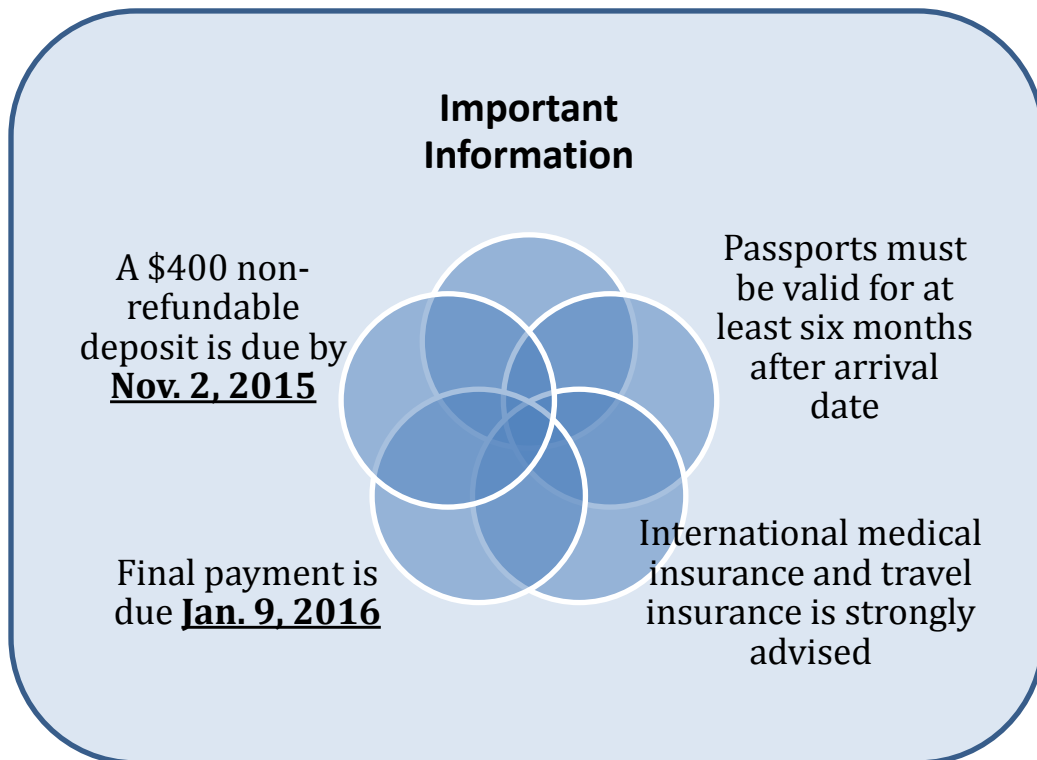 Important
Information
A $400 non-
refundable
deposit is due by
Nov. 2, 2015
Passports must
be valid for at
least six months
after arrival
date
Final payment is
due Jan. 9, 2016
International medical
insurance and travel
insurance is strongly
advised